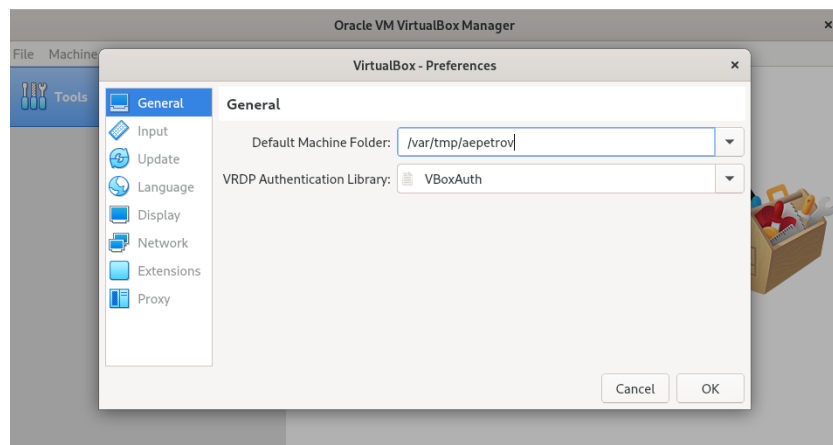 Oracle VM VirtualBox Manager
File Machine
VirtualBox - Preferences
Tools
General
Input
Update
Language
Display
Network
Extensions
Proxy
General
Default Machine Folder: /var/tmp/aepetrov
VRDP Authentication Library: VBoxAuth
Cancel OK